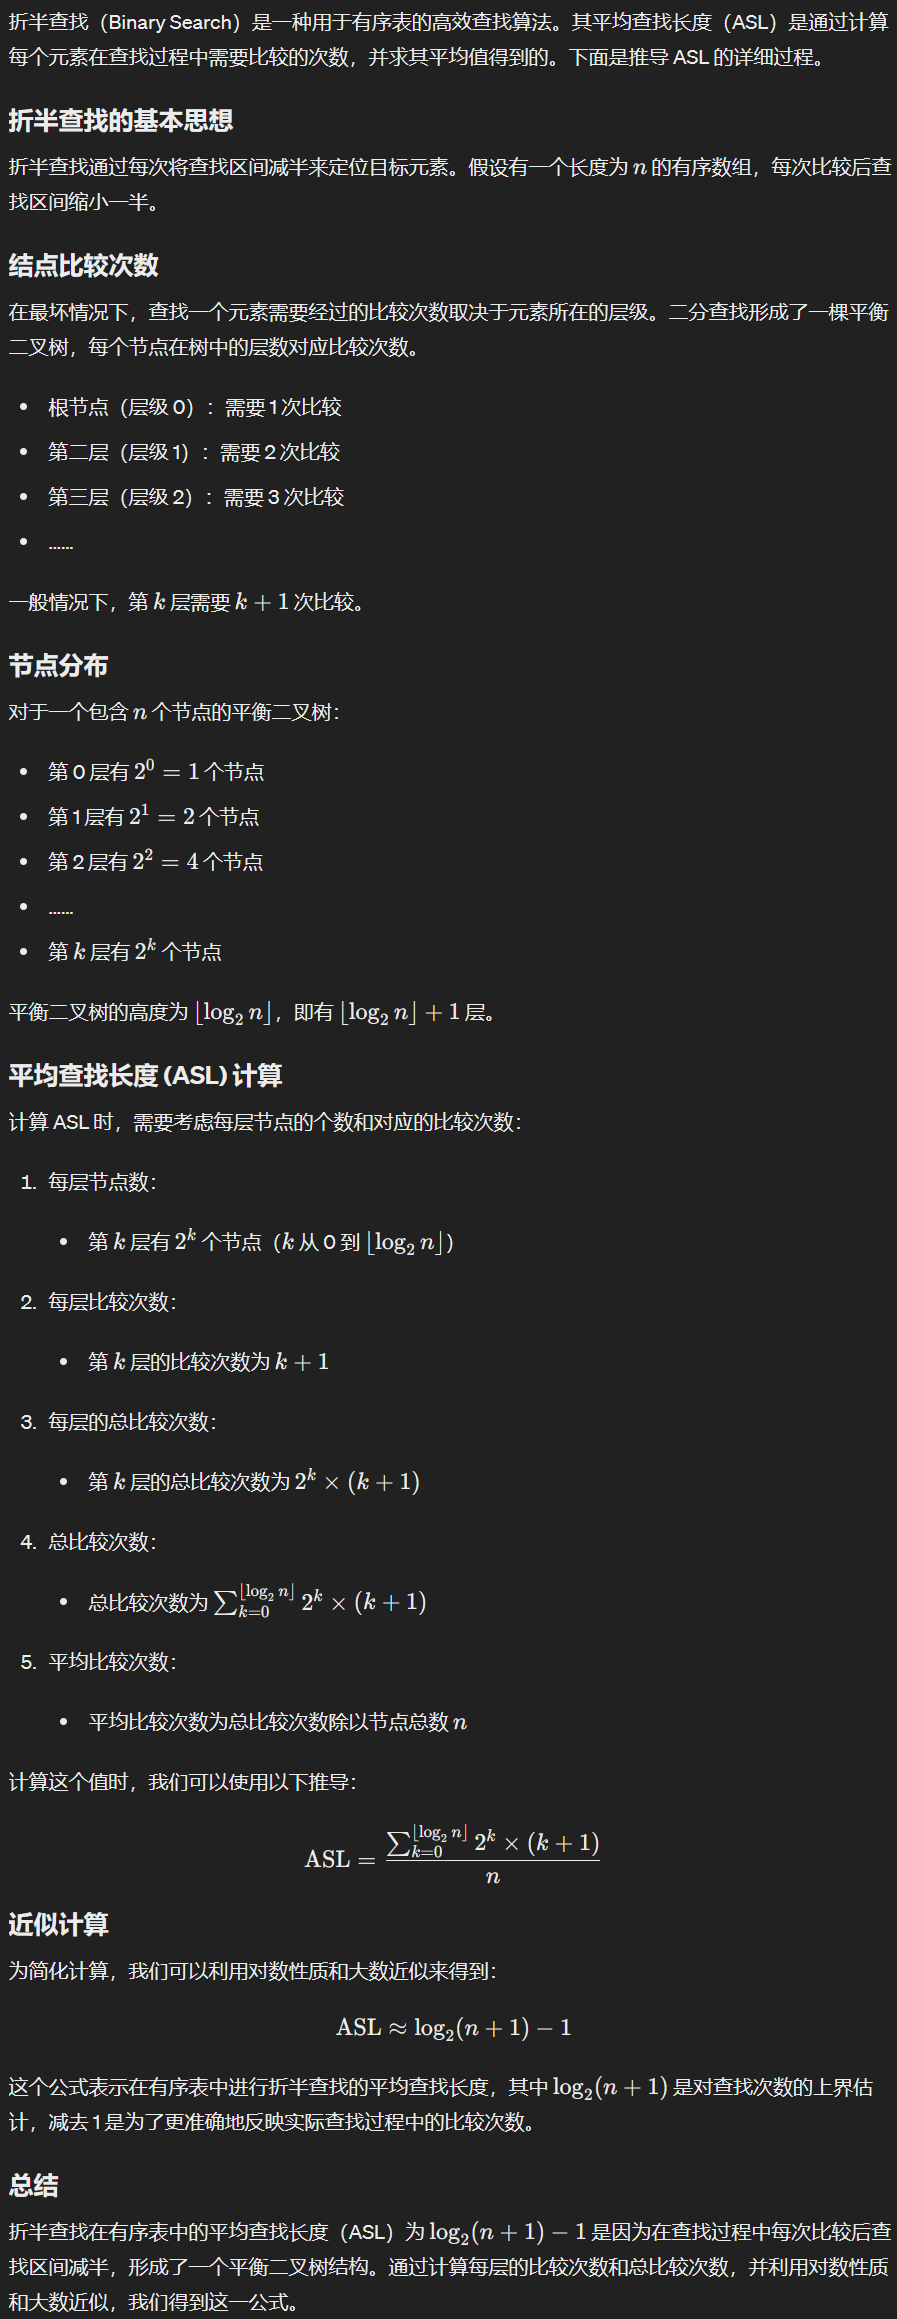 折半查找（Binary Search）是一种用于有序表的高效查找算法。其平均查找长度（ASL）是通过计算
每个元素在查找过程中需要比较的次数，并求其平均值得到的。下面是推导 ASL 的详细过程。
折半查找的基本思想
折半查找通过每次将查找区间减半来定位目标元素。假设有一个长度为 n 的有序数组，每次比较后查
找区间缩小一半。
结点比较次数
在最坏情况下，查找一个元素需要经过的比较次数取决于元素所在的层级。二分查找形成了一棵平衡
二叉树，每个节点在树中的层数对应比较次数。
• 根节点（层级 0）：需要 1 次比较
• 第二层（层级 1）：需要 2 次比较
• 第三层（层级 2）：需要 3 次比较
• ……
一般情况下，第 k 层需要 k + 1 次比较。
节点分布
对于一个包含 n 个节点的平衡二叉树：
• 第 0 层有 2^0 = 1 个节点
• 第 1 层有 2^1 = 2 个节点
• 第 2 层有 2^2 = 4 个节点
• ……
• 第 k 层有 2^k 个节点
平衡二叉树的高度为 ⌊log₂ n⌋，即有 ⌊log₂ n⌋ + 1 层。
平均查找长度 (ASL) 计算
计算 ASL 时，需要考虑每层节点的个数和对应的比较次数：
1. 每层节点数：
• 第 k 层有 2^k 个节点（k 从 0 到 ⌊log₂ n⌋）
2. 每层比较次数：
• 第 k 层的比较次数为 k + 1
3. 每层的总比较次数：
• 第 k 层的总比较次数为 2^k × (k + 1)
4. 总比较次数：
• 总比较次数为 ∑_{k=0}^{⌊log₂ n⌋} 2^k × (k + 1)
5. 平均比较次数：
• 平均比较次数为总比较次数除以节点总数 n
计算这个值时，我们可以使用以下推导：
ASL = \frac{∑_{k=0}^{⌊log₂ n⌋} 2^k × (k + 1)}{n}
近似计算
为简化计算，我们可以利用对数性质和大数近似来得到：
ASL ≈ log₂(n + 1) − 1
这个公式表示在有序表中进行折半查找的平均查找长度，其中 log₂(n + 1) 是对查找次数的上界估
计，减去 1 是为了更准确地反映实际查找过程中的比较次数。
总结
折半查找在有序表中的平均查找长度（ASL）为 log₂(n + 1) − 1 是因为在查找过程中每次比较后查
找区间减半，形成了一个平衡二叉树结构。通过计算每层的比较次数和总比较次数，并利用对数性质
和大数近似，我们得到这一公式。